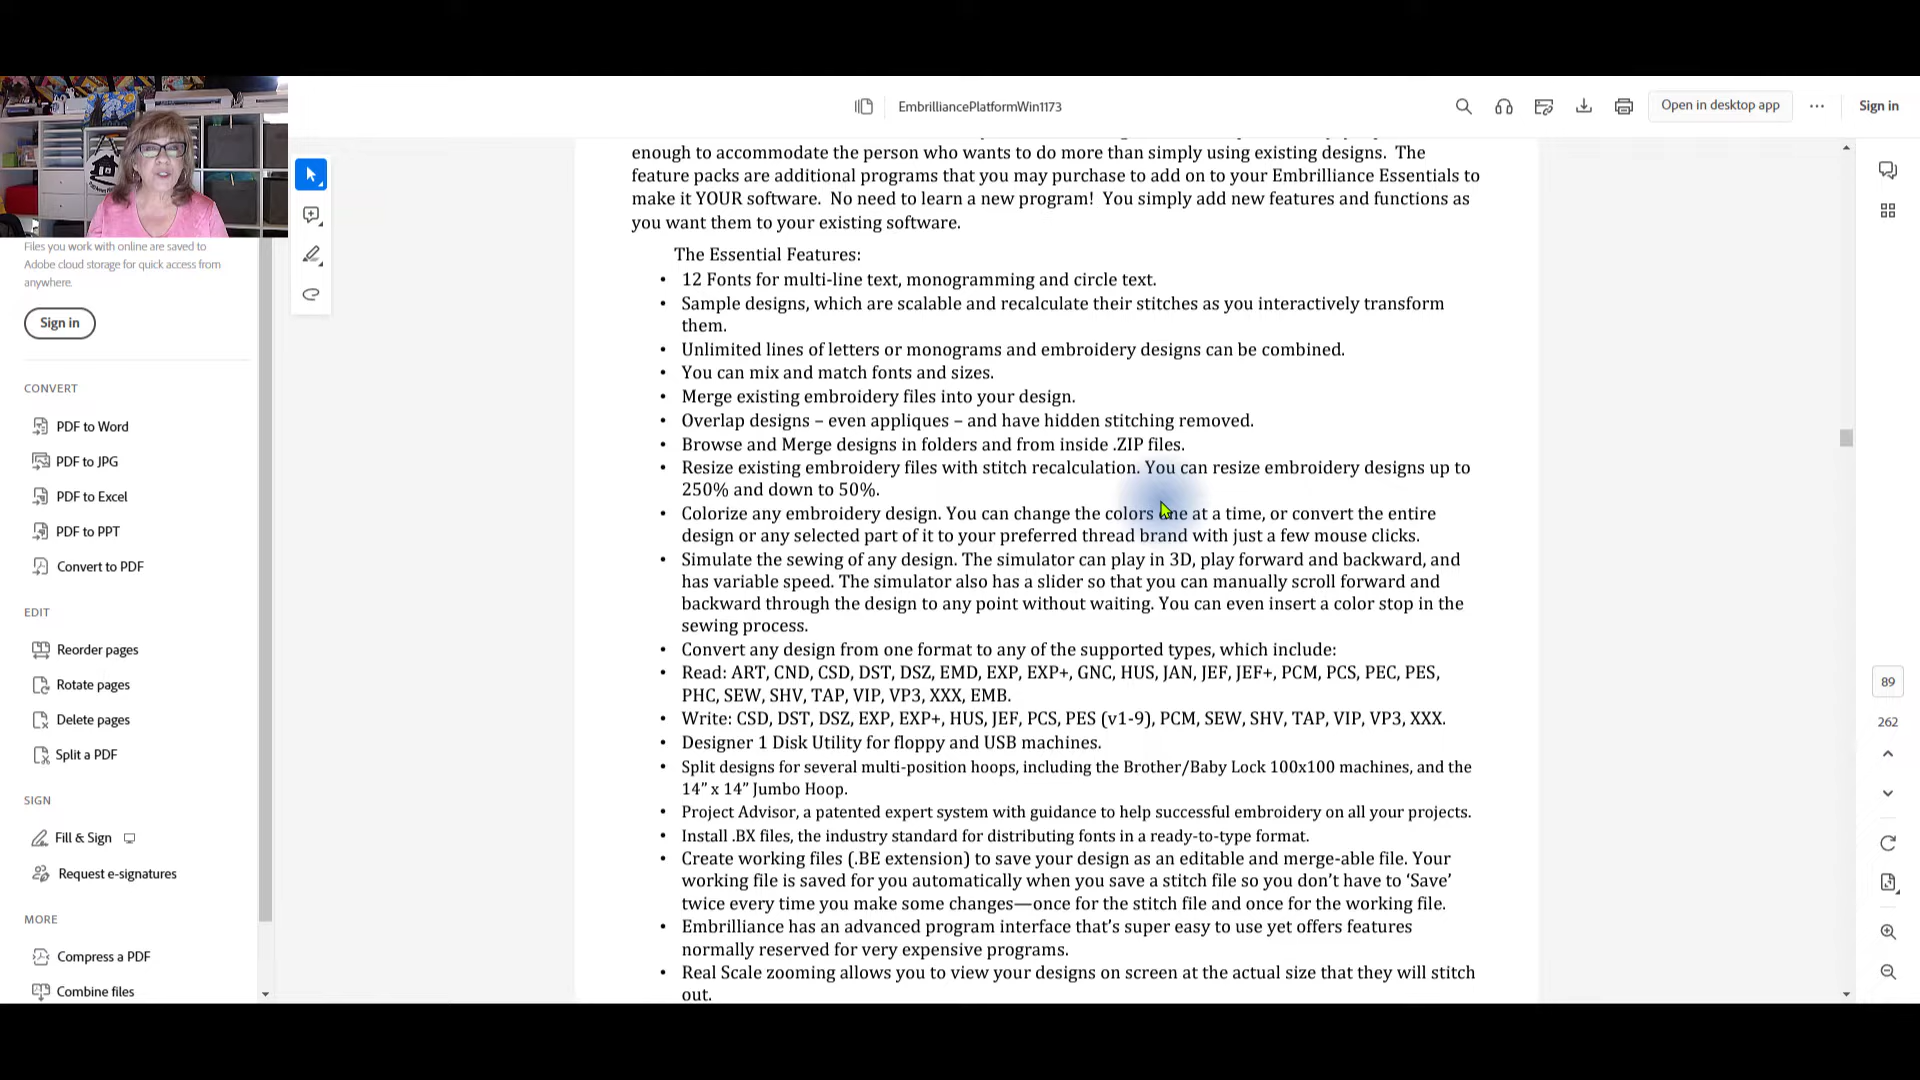 EmbrilliancePlatformWin1173
Open in desktop app
Sign in
Files you work with online are saved to
Adobe cloud storage for quick access from
anywhere.
Sign in
CONVERT
PDF to Word
PDF to JPG
PDF to Excel
PDF to PPT
Convert to PDF
EDIT
Reorder pages
Rotate pages
Delete pages
Split a PDF
SIGN
Fill & Sign
Request e-signatures
MORE
Compress a PDF
Combine files
enough to accommodate the person who wants to do more than simply using existing designs. The
feature packs are additional programs that you may purchase to add on to your Embrilliance Essentials to
make it YOUR software. No need to learn a new program! You simply add new features and functions as
you want them to your existing software.
The Essential Features:
• 12 Fonts for multi-line text, monogramming and circle text.
• Sample designs, which are scalable and recalculate their stitches as you interactively transform
them.
• Unlimited lines of letters or monograms and embroidery designs can be combined.
• You can mix and match fonts and sizes.
• Merge existing embroidery files into your design.
• Overlap designs – even appliques – and have hidden stitching removed.
• Browse and Merge designs in folders and from inside .ZIP files.
• Resize existing embroidery files with stitch recalculation. You can resize embroidery designs up to
250% and down to 50%.
• Colorize any embroidery design. You can change the colors one at a time, or convert the entire
design or any selected part of it to your preferred thread brand with just a few mouse clicks.
• Simulate the sewing of any design. The simulator can play in 3D, play forward and backward, and
has variable speed. The simulator also has a slider so that you can manually scroll forward and
backward through the design to any point without waiting. You can even insert a color stop in the
sewing process.
• Convert any design from one format to any of the supported types, which include:
• Read: ART, CND, CSD, DST, DSZ, EMD, EXP, EXP+, GNC, HUS, JAN, JEF, JEF+, PCM, PCS, PEC, PES,
PHC, SEW, SHV, TAP, VIP, VP3, XXX, EMB.
• Write: CSD, DST, DSZ, EXP, EXP+, HUS, JEF, PCS, PES (v1-9), PCM, SEW, SHV, TAP, VIP, VP3, XXX.
• Designer 1 Disk Utility for floppy and USB machines.
• Split designs for several multi-position hoops, including the Brother/Baby Lock 100x100 machines, and the
14” x 14” Jumbo Hoop.
• Project Advisor, a patented expert system with guidance to help successful embroidery on all your projects.
• Install .BX files, the industry standard for distributing fonts in a ready-to-type format.
• Create working files (.BE extension) to save your design as an editable and merge-able file. Your
working file is saved for you automatically when you save a stitch file so you don’t have to ‘Save’
twice every time you make some changes—once for the stitch file and once for the working file.
• Embrilliance has an advanced program interface that’s super easy to use yet offers features
normally reserved for very expensive programs.
• Real Scale zooming allows you to view your designs on screen at the actual size that they will stitch
out.
89
262